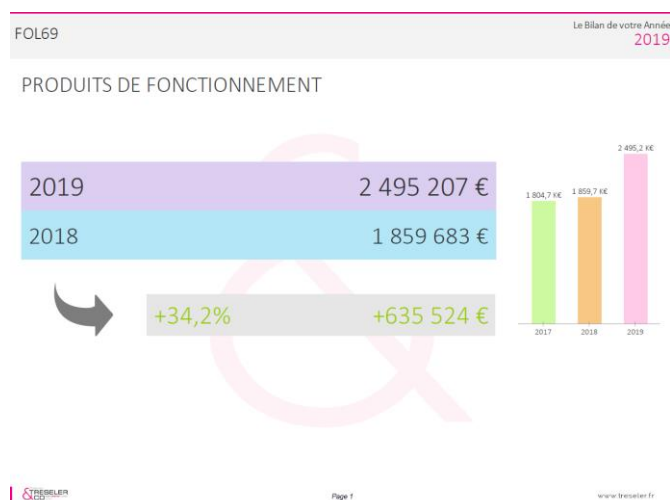 FOL69
Le Bilan de votre Année
2019
PRODUITS DE FONCTIONNEMENT
2019 2 495 207 €
2018 1 859 683 €
+34,2% +635 524 €
2 495,2 K€
1 804,7 K€ 1 859,7 K€
2017 2018 2019
&
&TRESELER
&CO
Page 1
www.treseler.fr